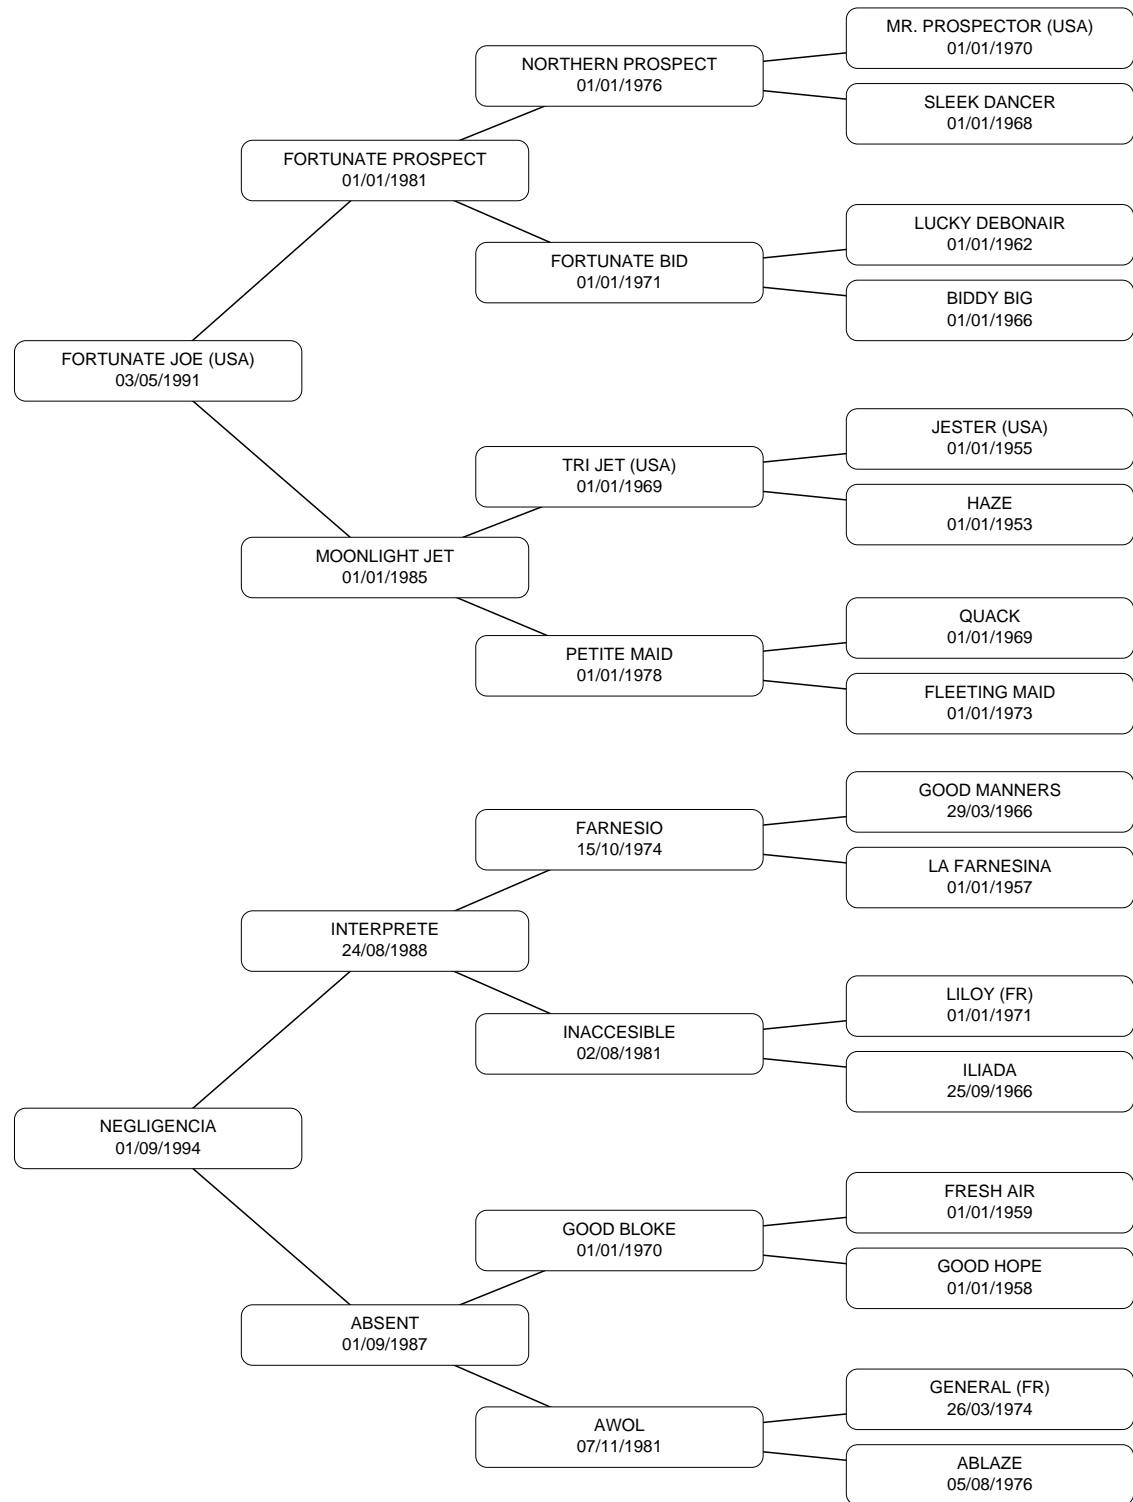 MR. PROSPECTOR (USA)
01/01/1970
NORTHERN PROSPECT
01/01/1976
SLEEK DANCER
01/01/1968
FORTUNATE PROSPECT
01/01/1981
LUCKY DEBONAIR
01/01/1962
FORTUNATE BID
01/01/1971
BIDDY BIG
01/01/1966
FORTUNATE JOE (USA)
03/05/1991
JESTER (USA)
01/01/1955
TRI JET (USA)
01/01/1969
HAZE
01/01/1953
MOONLIGHT JET
01/01/1985
QUACK
01/01/1969
PETITE MAID
01/01/1978
FLEETING MAID
01/01/1973
GOOD MANNERS
29/03/1966
FARNESIO
15/10/1974
LA FARNESINA
01/01/1957
INTERPRETE
24/08/1988
LILOY (FR)
01/01/1971
INACCESIBLE
02/08/1981
ILIADA
25/09/1966
NEGLIGENCIA
01/09/1994
FRESH AIR
01/01/1959
GOOD BLOKE
01/01/1970
GOOD HOPE
01/01/1958
ABSENT
01/09/1987
GENERAL (FR)
26/03/1974
AWOL
07/11/1981
ABLAZE
05/08/1976